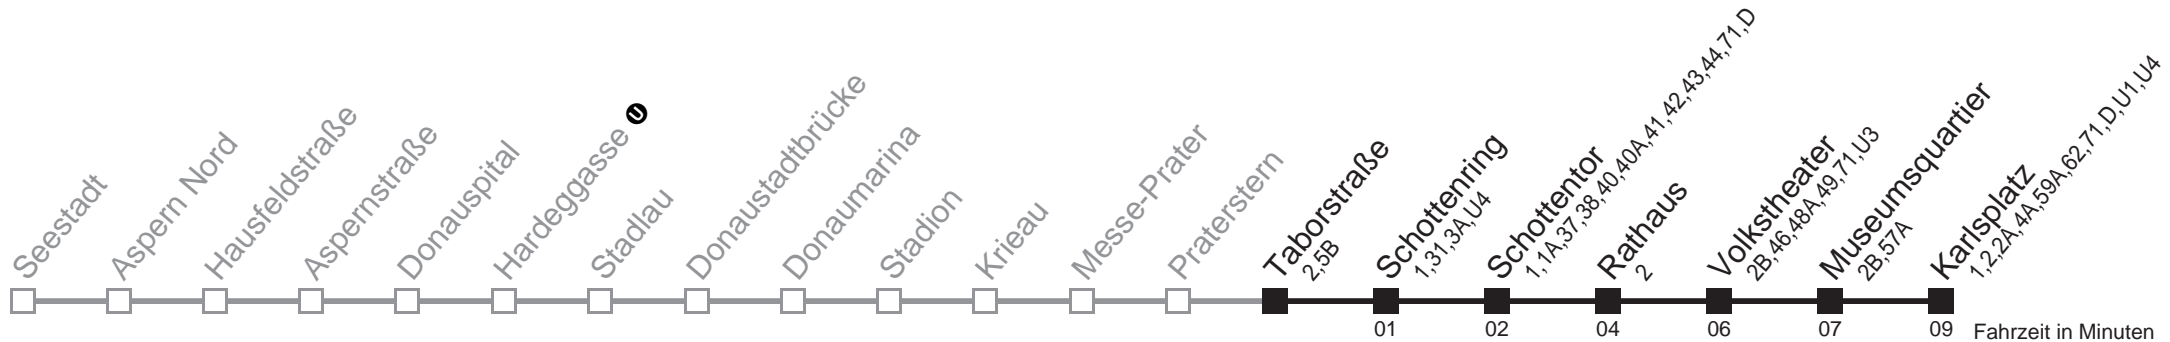 Seestadt
Aspern Nord
Hausfeldstraße
Aspernstraße
Donauspital
Hardeggasse U
Stadlau
Donaustadtbrücke
Donaumarina
Stadion
Krieau
Messe-Prater
Praterstern
Taborstraße
2,5B
Schottenring
1,31,3A,U4
Schottentor
1,1A,37,38,40,40A,41,42,43,44,71,D
Rathaus
2
Volkstheater
2B,46,48A,49,71,U3
Museumsquartier
2B,57A
Karlsplatz
1,2,2A,4A,59A,62,71,D,U1,U4
01 02 04 06 07 09 Fahrzeit in Minuten